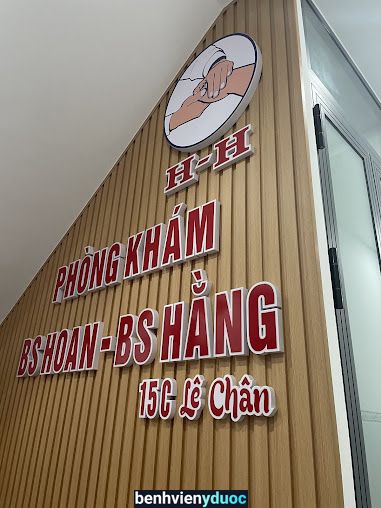 H-H
PHÒNG KHÁM
BS HOAN - BS HẰNG
15C Lê Chân
benhvienyduoc